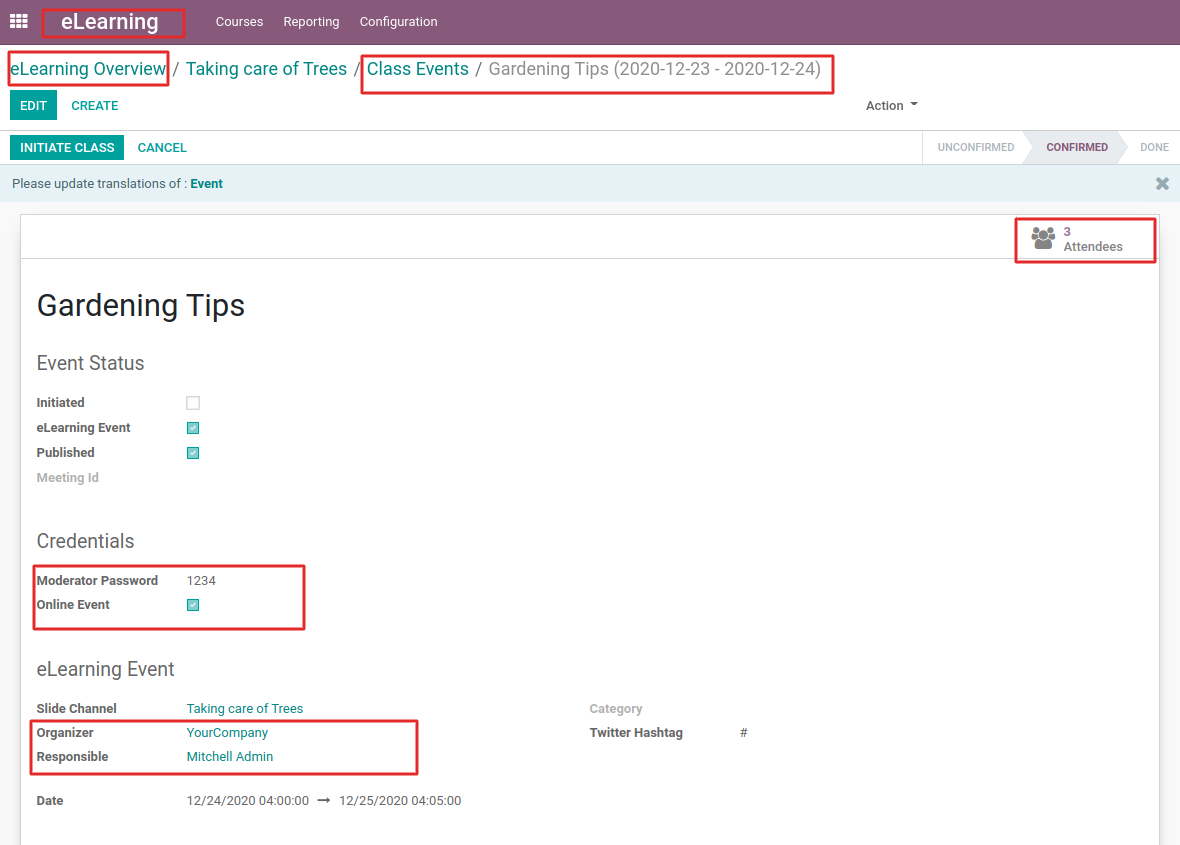 eLearning Courses Reporting Configuration
eLearning Overview / Taking care of Trees / Class Events / Gardening Tips (2020-12-23 - 2020-12-24)
EDIT CREATE Action
INITIATE CLASS CANCEL UNCONFIRMED CONFIRMED DONE
Please update translations of : Event
3
Attendees
Gardening Tips
Event Status
Initiated
eLearning Event
Published
Meeting Id
Credentials
Moderator Password 1234
Online Event
eLearning Event
Slide Channel Taking care of Trees Category
Organizer YourCompany Twitter Hashtag #
Responsible Mitchell Admin
Date 12/24/2020 04:00:00 → 12/25/2020 04:05:00